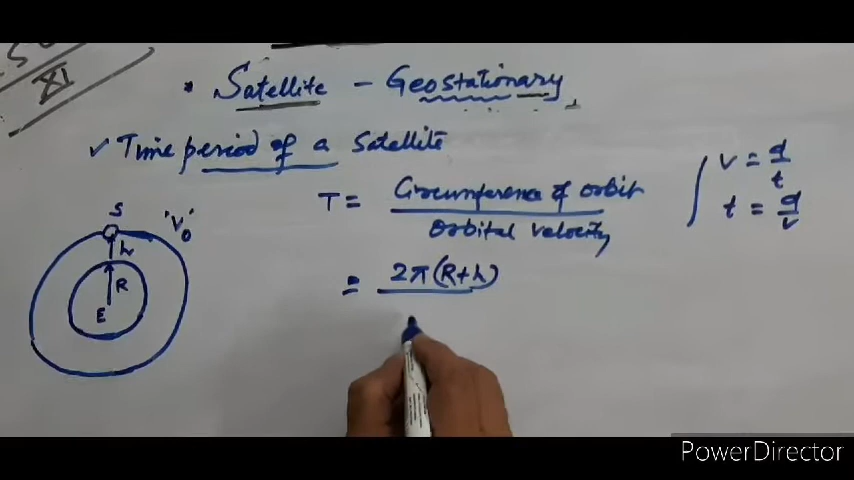 XI
* Satellite - Geostationary
✓ Time period of a satellite
T = Circumference of orbit / Orbital velocity
v = d/t
t = d/v
= 2π(R+h)
S
'V₀'
h
R
E
PowerDirector